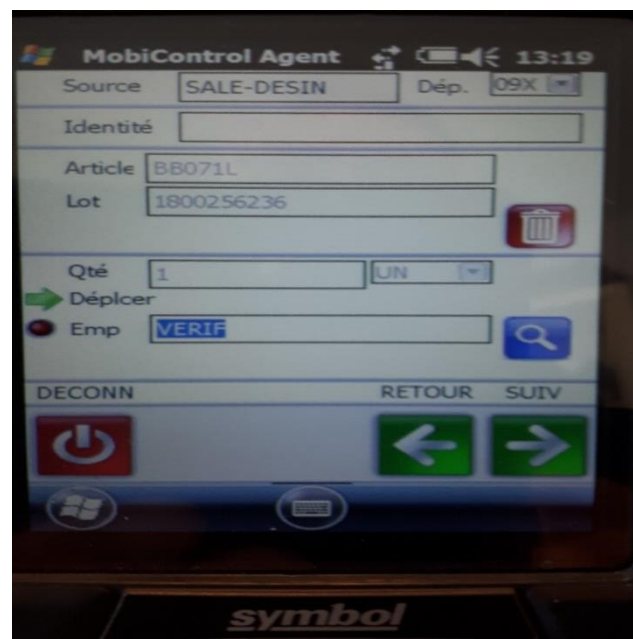 MobiControl Agent 13:19
Source SALE-DESIN Dép. 09X
Identité
Article BB071L
Lot 1800256236
Qté 1 UN
Déplcer
Emp VERIF
DECONN RETOUR SUIV
symbol